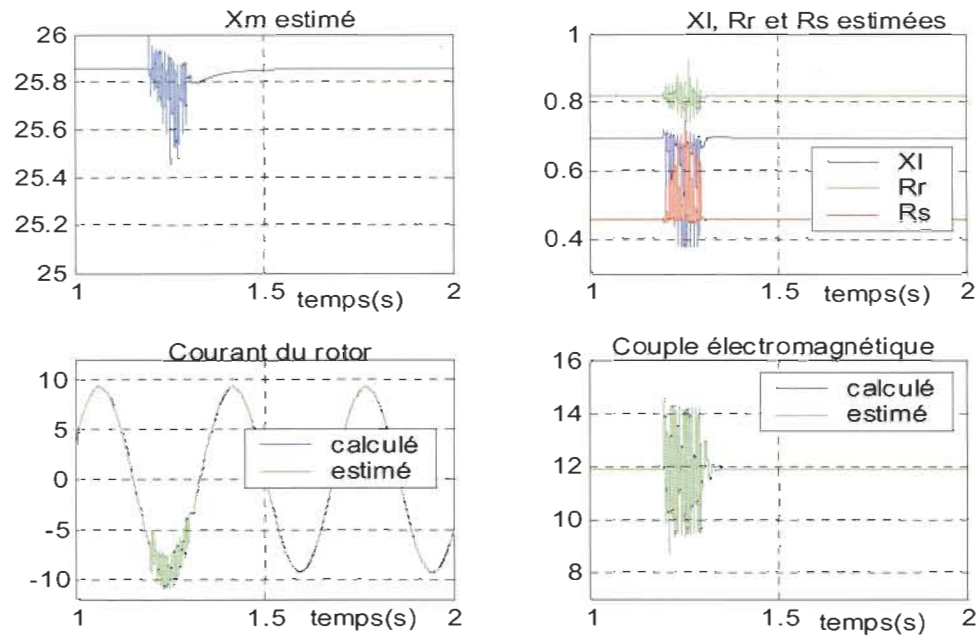 Xm estimé
26
25.8
25.6
25.4
25.2
25
1
1.5
2
temps(s)
Xl, Rr et Rs estimées
1
0.8
0.6
0.4
Xl
Rr
Rs
1
1.5
2
temps(s)
Courant du rotor
10
5
0
-5
-10
calculé
estimé
1
1.5
2
temps(s)
Couple électromagnétique
16
14
12
10
8
calculé
estimé
1
1.5
2
temps(s)